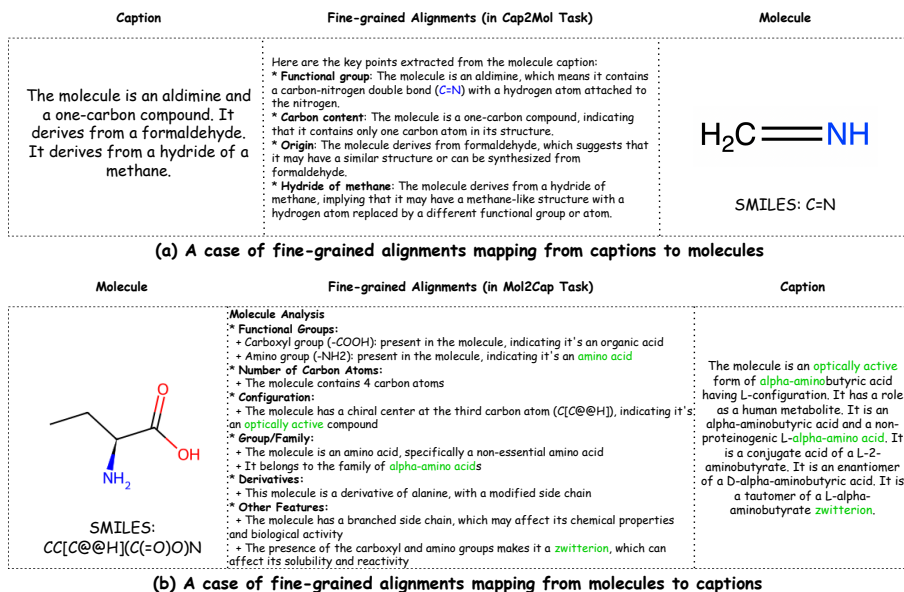 Caption
Fine-grained Alignments (in Cap2Mol Task)
Molecule
The molecule is an aldimine and
a one-carbon compound. It
derives from a formaldehyde.
It derives from a hydride of a
methane.
Here are the key points extracted from the molecule caption:
* Functional group: The molecule is an aldimine, which means it contains
a carbon-nitrogen double bond (C=N) with a hydrogen atom attached to
the nitrogen.
* Carbon content: The molecule is a one-carbon compound, indicating
that it contains only one carbon atom in its structure.
* Origin: The molecule derives from formaldehyde, which suggests that
it may have a similar structure or can be synthesized from
formaldehyde.
* Hydride of methane: The molecule derives from a hydride of
methane, implying that it may have a methane-like structure with a
hydrogen atom replaced by a different functional group or atom.
H₂C NH
SMILES: C=N
(a) A case of fine-grained alignments mapping from captions to molecules
Molecule
Fine-grained Alignments (in Mol2Cap Task)
Caption
O
OH
NH₂
SMILES:
CC[C@@H](C(=O)O)N
Molecule Analysis
* Functional Groups:
+ Carboxyl group (-COOH): present in the molecule, indicating it's an organic acid
+ Amino group (-NH2): present in the molecule, indicating it's an amino acid
* Number of Carbon Atoms:
+ The molecule contains 4 carbon atoms
* Configuration:
+ The molecule has a chiral center at the third carbon atom (C[C@@H]), indicating it's
an optically active compound
* Group/Family:
+ The molecule is an amino acid, specifically a non-essential amino acid
+ It belongs to the family of alpha-amino acids
* Derivatives:
+ This molecule is a derivative of alanine, with a modified side chain
* Other Features:
+ The molecule has a branched side chain, which may affect its chemical properties
and biological activity
+ The presence of the carboxyl and amino groups makes it a zwitterion, which can
affect its solubility and reactivity
The molecule is an optically active
form of alpha-aminobutyric acid
having L-configuration. It has a role
as a human metabolite. It is an
alpha-aminobutyric acid and a non-
proteinogenic L-alpha-amino acid. It
is a conjugate acid of a L-2-
aminobutyrate. It is an enantiomer
of a D-alpha-aminobutyric acid. It is
a tautomer of a L-alpha-
aminobutyrate zwitterion.
(b) A case of fine-grained alignments mapping from molecules to captions